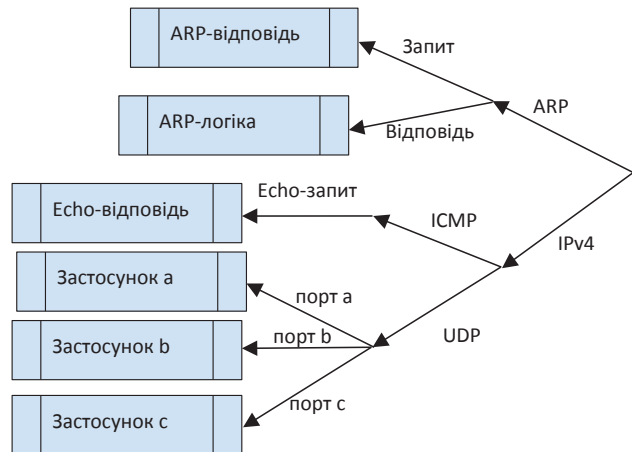 ARP-відповідь
Запит
ARP
ARP-логіка
Відповідь
Echo-відповідь
Echo-запит
ICMP
IPv4
Застосунок a
порт a
Застосунок b
порт b
UDP
Застосунок c
порт c